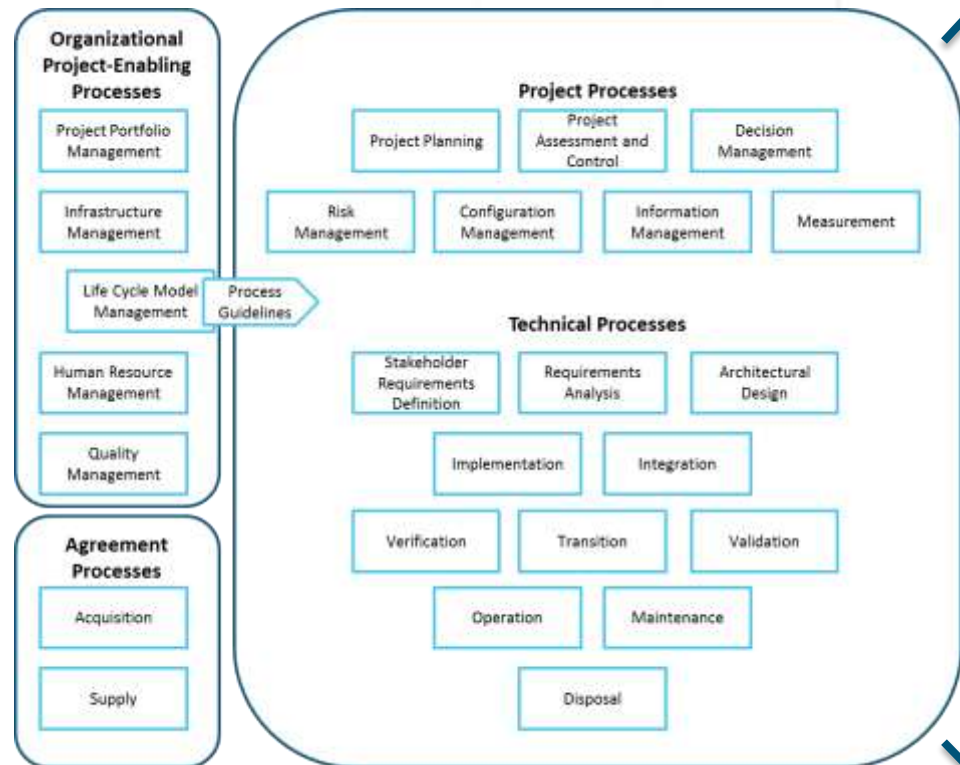 Organizational
Project-Enabling
Processes
Project Portfolio
Management
Infrastructure
Management
Life Cycle Model
Management
Process
Guidelines
Human Resource
Management
Quality
Management
Agreement
Processes
Acquisition
Supply
Project Processes
Project Planning
Project
Assessment and
Control
Decision
Management
Risk
Management
Configuration
Management
Information
Management
Measurement
Technical Processes
Stakeholder
Requirements
Definition
Requirements
Analysis
Architectural
Design
Implementation
Integration
Verification
Transition
Validation
Operation
Maintenance
Disposal